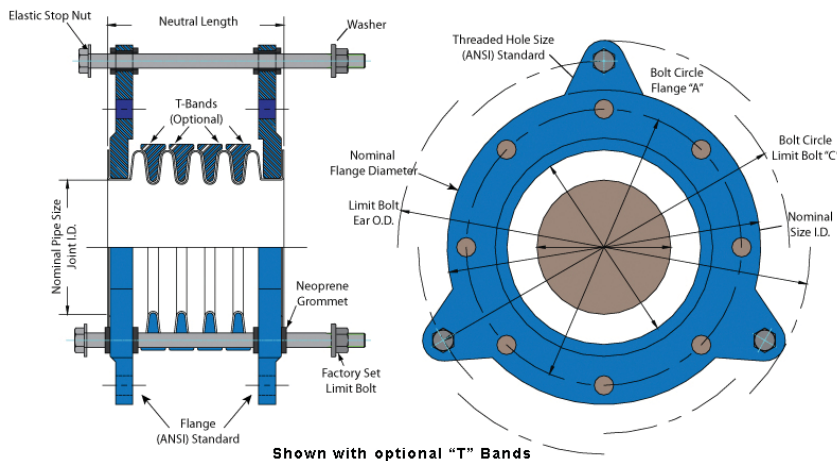 Elastic Stop Nut
Neutral Length
Washer
T-Bands
(Optional)
Nominal Pipe Size
Joint I.D.
Neoprene
Grommet
Factory Set
Limit Bolt
Flange
(ANSI) Standard
Threaded Hole Size
(ANSI) Standard
Bolt Circle
Flange "A"
Bolt Circle
Limit Bolt "C"
Nominal
Flange Diameter
Limit Bolt
Ear O.D.
Nominal
Size I.D.
Shown with optional "T" Bands